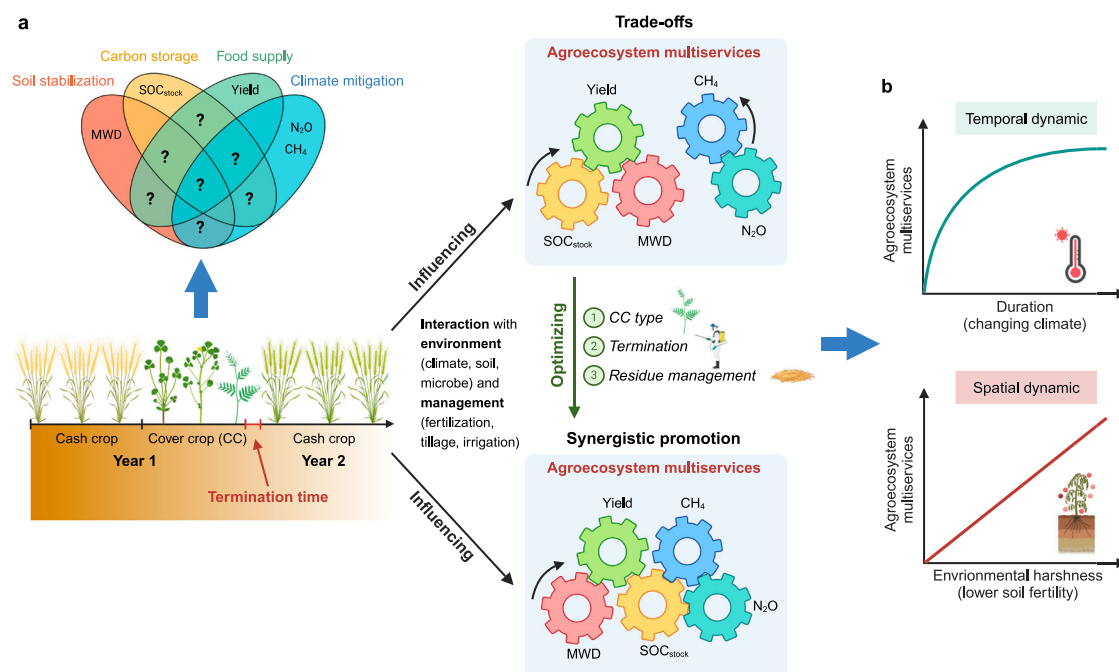 a
Carbon storage
Food supply
Soil stabilization
Climate mitigation
SOCstock
Yield
MWD
N2O
CH4
?
?
?
?
?
?
?
Cash crop
Cover crop (CC)
Cash crop
Year 1
Year 2
Termination time
Influencing
Influencing
Interaction with
environment
(climate, soil,
microbe) and
management
(fertilization,
tillage, irrigation)
Trade-offs
Agroecosystem multiservices
Yield
CH4
SOCstock
MWD
N2O
Optimizing
1 CC type
2 Termination
3 Residue management
Synergistic promotion
Agroecosystem multiservices
Yield
CH4
N2O
MWD
SOCstock
b
Temporal dynamic
Agroecosystem
multiservices
Duration
(changing climate)
Spatial dynamic
Agroecosystem
multiservices
Envrionmental harshness
(lower soil fertility)